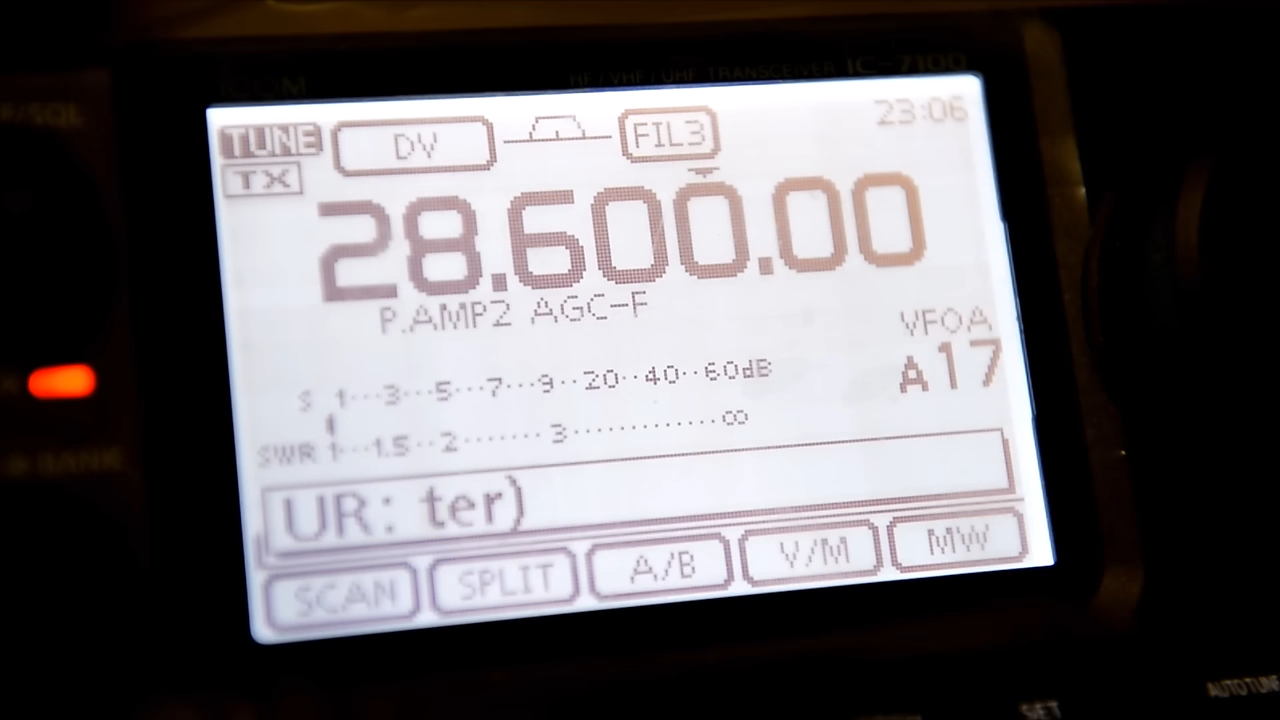 ICOM
HF/VHF/UHF TRANSCEIVER IC-7100
TUNE DV FIL3 23:06
TX
28.600.00
P.AMP2 AGC-F
VFOA
A17
S 1···3···5···7···9··20··40··60dB
SWR 1···1.5··2·······3············∞
UR: ter)
SCAN SPLIT A/B V/M MW
BANK
SET
AUTOTUNE